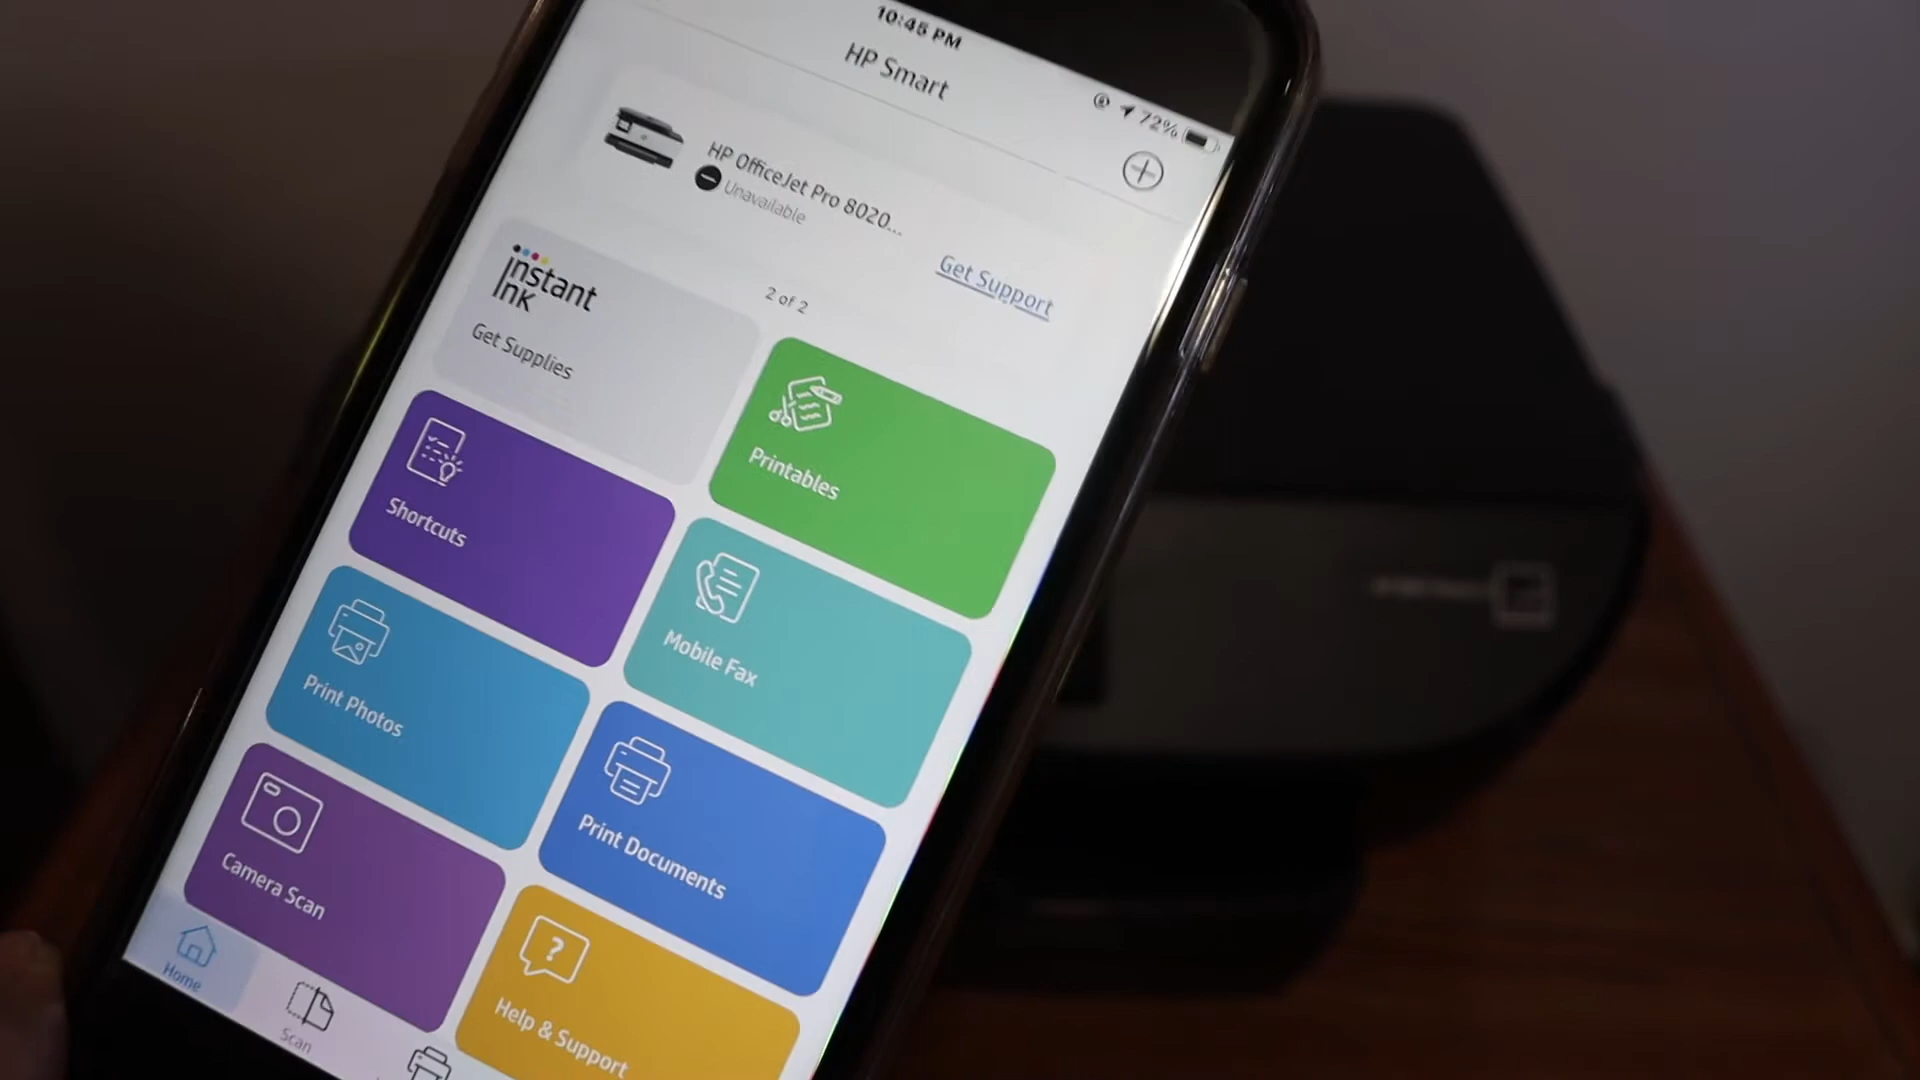 10:45 PM
HP Smart
72%
HP OfficeJet Pro 8020...
Unavailable
Get Support
2 of 2
Instant
Ink
Get Supplies
Printables
Shortcuts
Mobile Fax
Print Photos
Print Documents
Camera Scan
?
Help & Support
Home
Scan